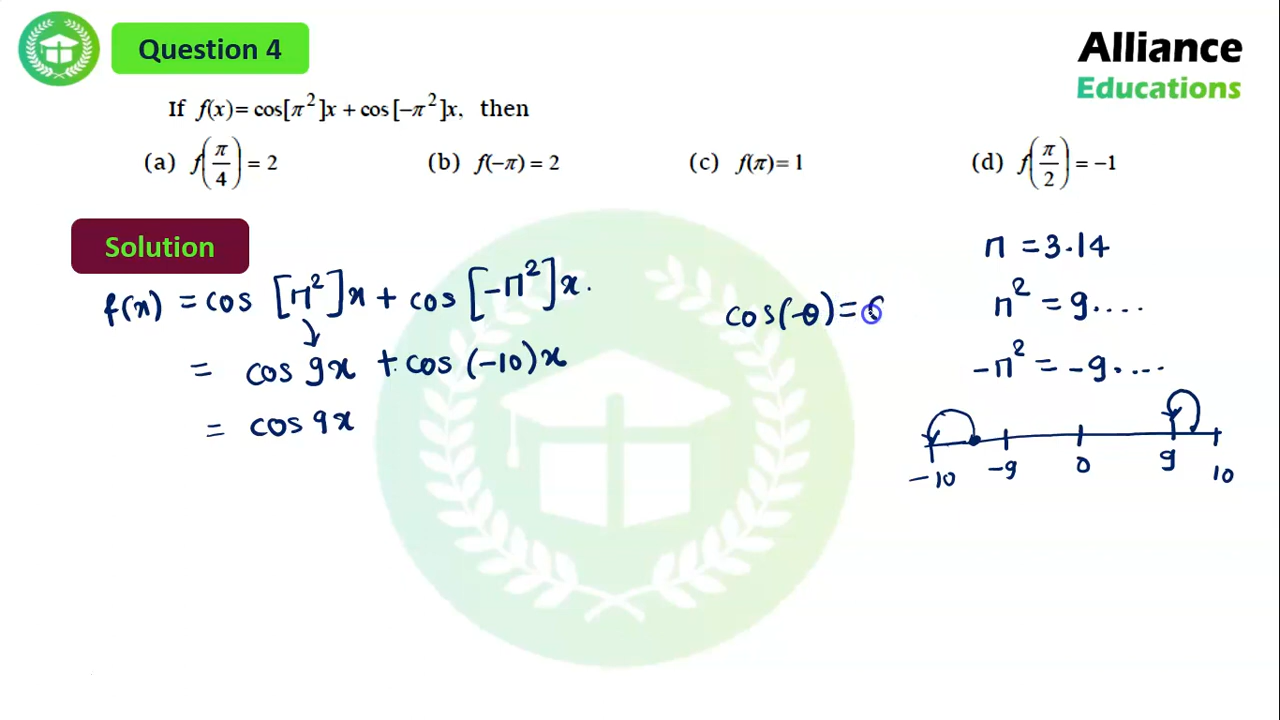 Question 4
Alliance
Educations
If f(x) = cos[π²]x + cos[−π²]x, then
(a) f(π/4) = 2 (b) f(−π) = 2 (c) f(π) = 1 (d) f(π/2) = −1
Solution
f(x) = cos [π²]x + cos [−π²]x.
= cos 9x + cos (−10)x
= cos 9x
cos(−θ) =
π = 3.14
π² = 9....
−π² = −9....
−10 −9 0 9 10